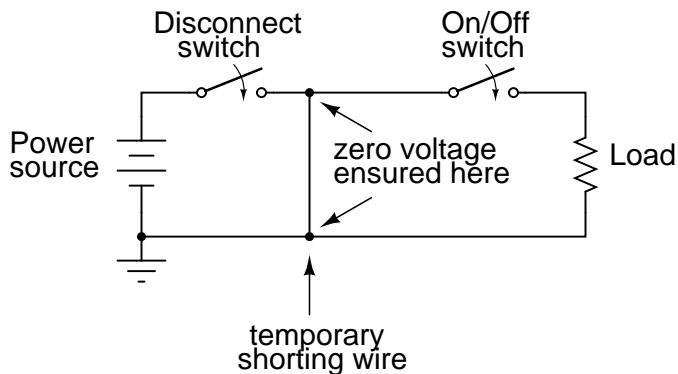 Disconnect
switch
On/Off
switch
Power
source
zero voltage
ensured here
Load
temporary
shorting wire